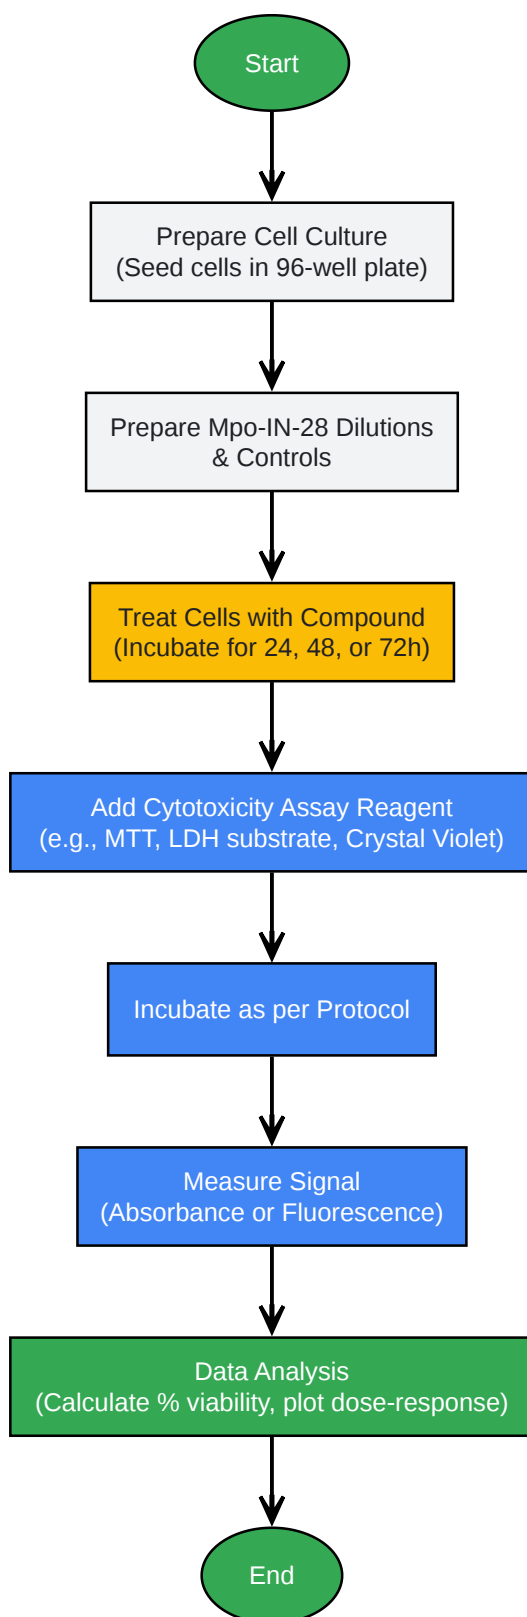 Start
Prepare Cell Culture
(Seed cells in 96-well plate)
Prepare Mpo-IN-28 Dilutions
& Controls
Treat Cells with Compound
(Incubate for 24, 48, or 72h)
Add Cytotoxicity Assay Reagent
(e.g., MTT, LDH substrate, Crystal Violet)
Incubate as per Protocol
Measure Signal
(Absorbance or Fluorescence)
Data Analysis
(Calculate % viability, plot dose-response)
End